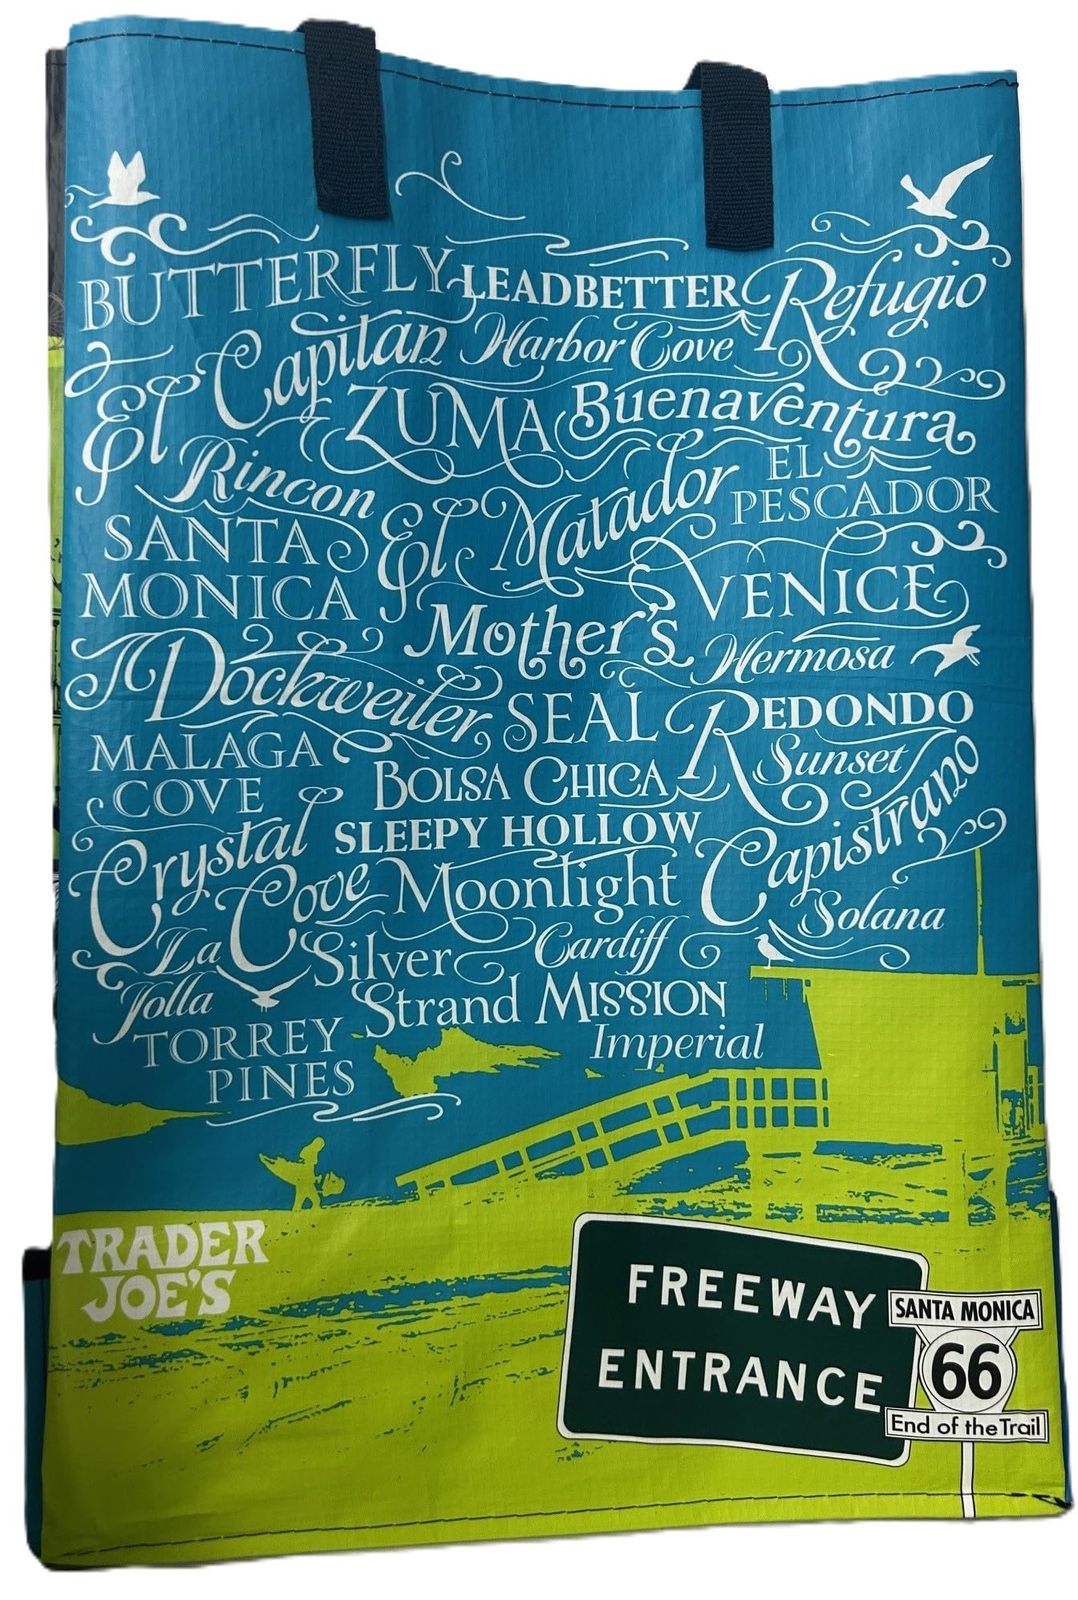 BUTTERFLY LEADBETTER Refugio
El Capitan Harbor Cove
ZUMA Buenaventura
Rincon El Matador EL
PESCADOR
SANTA
MONICA
VENICE
Mother's
Hermosa
Dockweiler SEAL REDONDO
MALAGA
COVE
BOLSA CHICA Sunset
Crystal
Cove
SLEEPY HOLLOW Capistrano
Moonlight
Solana
La
Jolla
Silver
Strand
Cardiff
MISSION
TORREY
PINES
Imperial
TRADER
JOE'S
FREEWAY
ENTRANCE
SANTA MONICA
66
End of the Trail